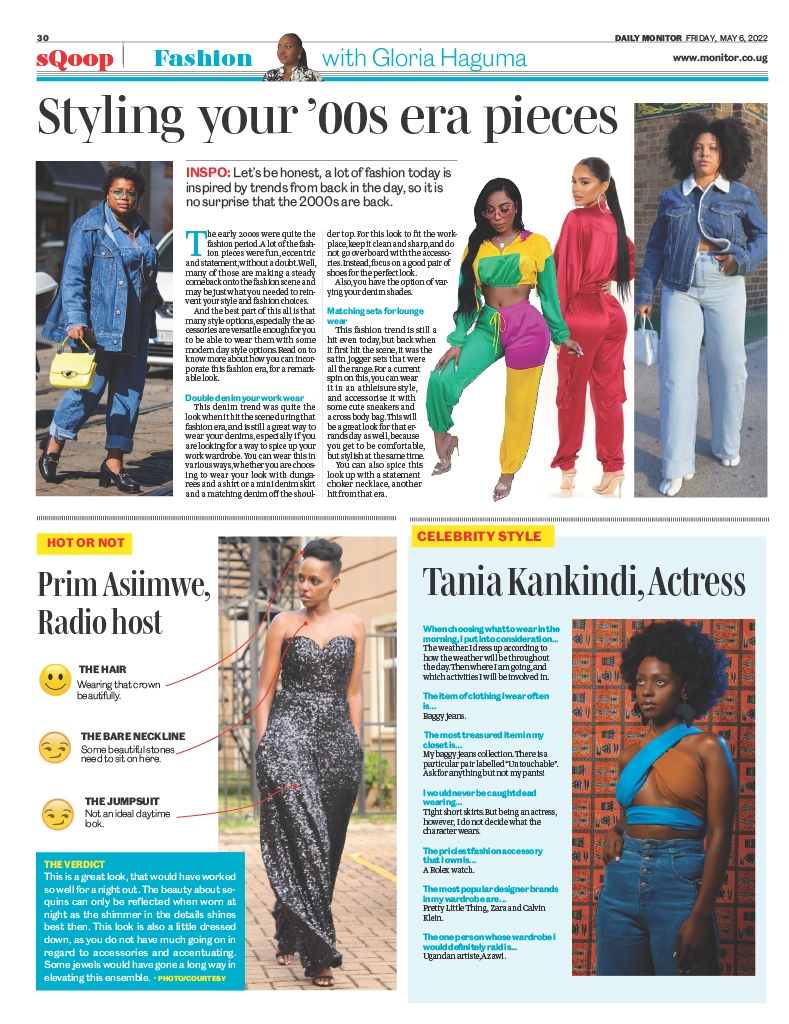 30
DAILY MONITOR FRIDAY, MAY 6, 2022
sQoop
Fashion
with Gloria Haguma
www.monitor.co.ug
Styling your ’00s era pieces
INSPO: Let's be honest, a lot of fashion today is
inspired by trends from back in the day, so it is
no surprise that the 2000s are back.
The early 2000s were quite the
fashion period. A lot of the fash-
ion pieces were fun, eccentric
and statement, without a doubt. Well,
many of those are making a steady
comeback onto the fashion scene and
may be just what you needed to rein-
vent your style and fashion choices.
And the best part of this all is that
many style options, especially the ac-
cessories are versatile enough for you
to be able to wear them with some
modern day style options. Read on to
know more about how you can incor-
porate this fashion era, for a remark-
able look.
Double denim your work wear
This denim trend was quite the
look when it hit the scene during that
fashion era, and is still a great way to
wear your denims, especially if you
are looking for a way to spice up your
work wardrobe. You can wear this in
various ways, whether you are choos-
ing to wear your look with dunga-
rees and a shirt or a mini denim skirt
and a matching denim off the shoul-
der top. For this look to fit the work-
place, keep it clean and sharp, and do
not go overboard with the accesso-
ries. Instead, focus on a good pair of
shoes for the perfect look.
Also, you have the option of var-
ying your denim shades.
Matching sets for lounge
wear
This fashion trend is still a
hit even today, but back when
it first hit the scene, it was the
satin jogger sets that were
all the range. For a current
spin on this, you can wear
it in an athleisure style,
and accessorise it with
some cute sneakers and
a cross body bag. This will
be a great look for that er-
rands day as well, because
you get to be comfortable,
but stylish at the same time.
You can also spice this
look up with a statement
choker necklace, another
hit from that era.
HOT OR NOT
Prim Asiimwe,
Radio host
THE HAIR
Wearing that crown
beautifully.
THE BARE NECKLINE
Some beautiful stones
need to sit on here.
THE JUMPSUIT
Not an ideal daytime
look.
THE VERDICT
This is a great look, that would have worked
so well for a night out. The beauty about se-
quins can only be reflected when worn at
night as the shimmer in the details shines
best then. This look is also a little dressed
down, as you do not have much going on in
regard to accessories and accentuating.
Some jewels would have gone a long way in
elevating this ensemble. - PHOTO/COURTESY
CELEBRITY STYLE
Tania Kankindi, Actress
When choosing what to wear in the
morning, I put into consideration...
The weather. I dress up according to
how the weather will be throughout
the day. Then where I am going, and
which activities I will be involved in.
The item of clothing I wear often
is...
Baggy jeans.
The most treasured item in my
closet is...
My baggy jeans collection. There is a
particular pair labelled “Untouchable”.
Ask for anything but not my pants!
I would never be caught dead
wearing...
Tight short skirts. But being an actress,
however, I do not decide what the
character wears.
The priciest fashion accessory
that I own is...
A Rolex watch.
The most popular designer brands
in my wardrobe are...
Pretty Little Thing, Zara and Calvin
Klein.
The one person whose wardrobe I
would definitely raid is...
Ugandan artiste, Azawi.